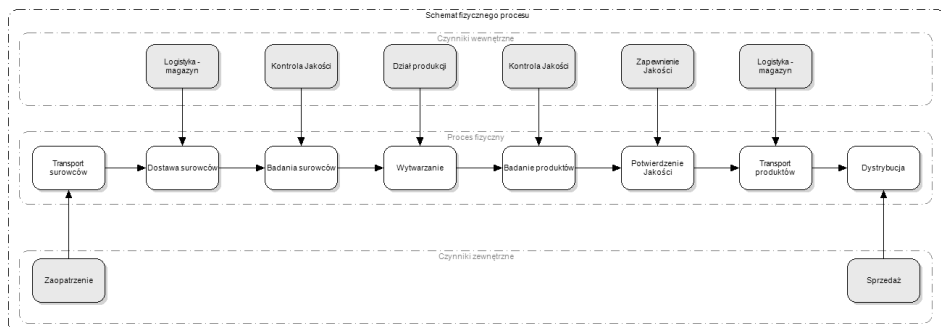 Schemat fizycznego procesu
Czynniki wewnętrzne
Logistyka -
magazyn
Kontrola Jakości
Dział produkcji
Kontrola Jakości
Zapewnienie
Jakości
Logistyka -
magazyn
Proces fizyczny
Transport
surowców
Dostawa surowców
Badania surowców
Wytwarzanie
Badanie produktów
Potwierdzenie
Jakości
Transport
produktów
Dystrybucja
Czynniki zewnętrzne
Zaopatrzenie
Sprzedaż